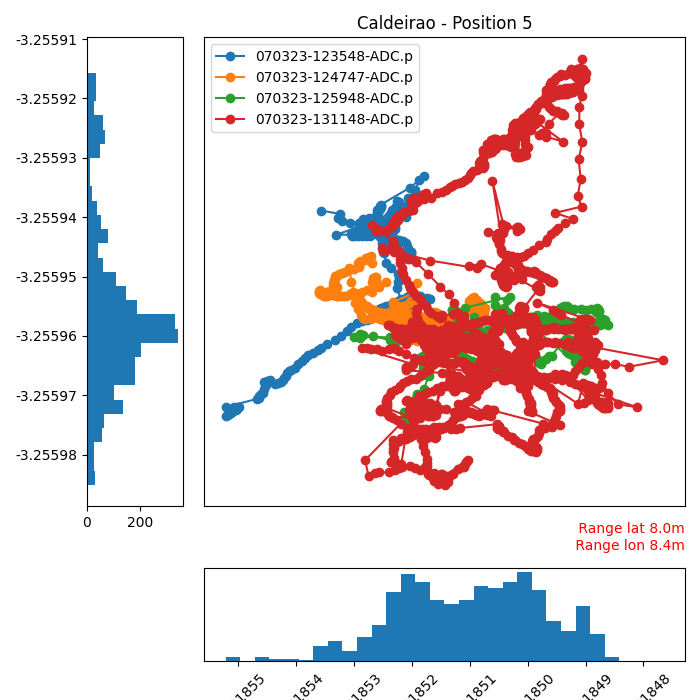 Caldeirao - Position 5
070323-123548-ADC.p
070323-124747-ADC.p
070323-125948-ADC.p
070323-131148-ADC.p
-3.25591
-3.25592
-3.25593
-3.25594
-3.25595
-3.25596
-3.25597
-3.25598
0 200
Range lat 8.0m
Range lon 8.4m
1855 1854 1853 1852 1851 1850 1849 1848